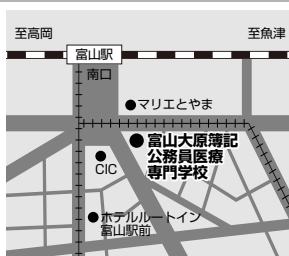 至高岡
至魚津
富山駅
南口
●マリエとやま
●富山大原簿記
公務員医療
専門学校
CIC
●ホテルルートイン
富山駅前